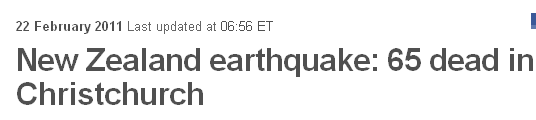 22 February 2011 Last updated at 06:56 ET
New Zealand earthquake: 65 dead in
Christchurch